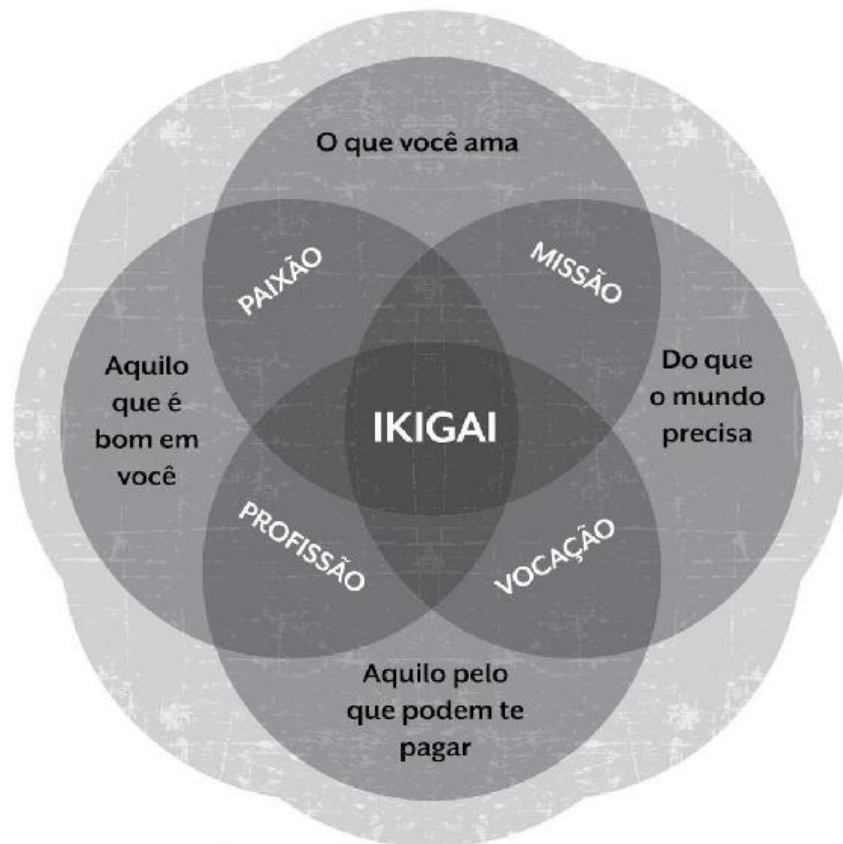 O que você ama
PAIXÃO
MISSÃO
Aquilo
que é
bom em
você
Do que
o mundo
precisa
IKIGAI
PROFISSÃO
VOCAÇÃO
Aquilo pelo
que podem te
pagar